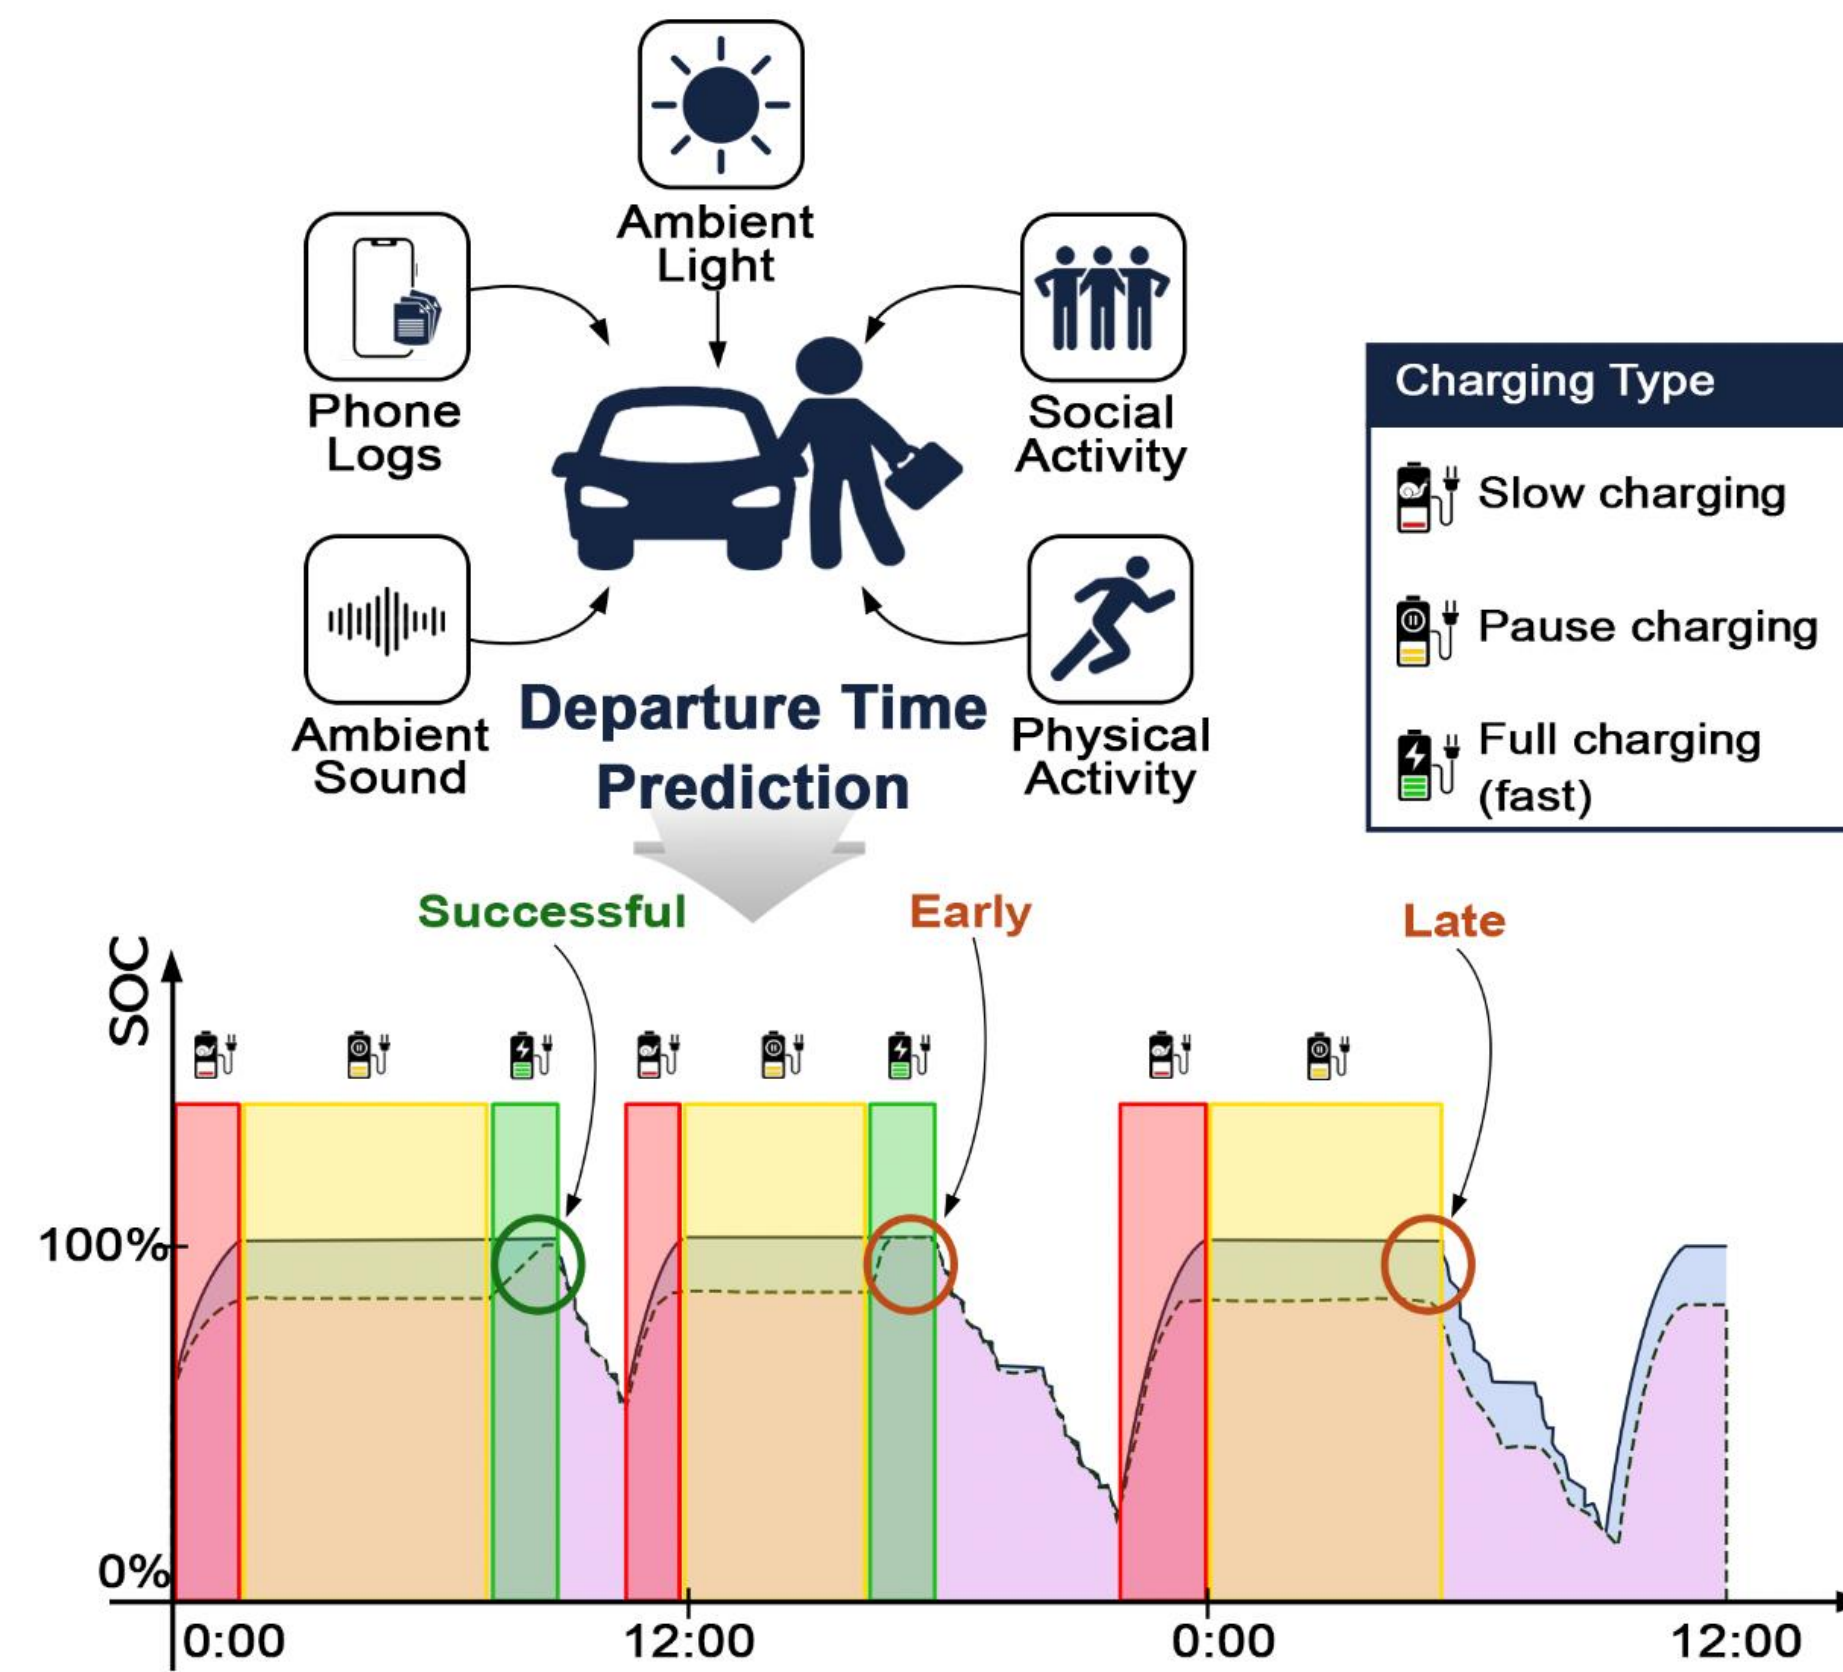 Ambient
Light
Phone
Logs
Social
Activity
Charging Type
Slow charging
Pause charging
Full charging
(fast)
Ambient
Sound
Departure Time
Prediction
Physical
Activity
Successful
Early
Late
SOC
100%
0%
0:00
12:00
0:00
12:00